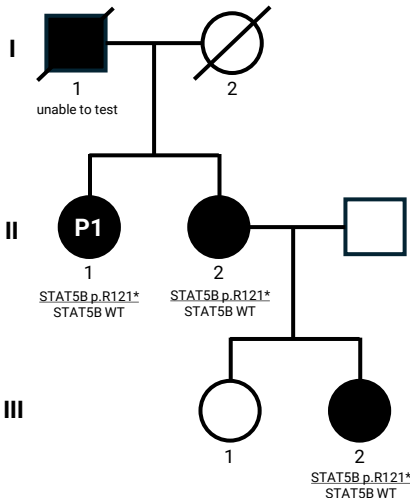 I
1
2
unable to test
II
P1
1
2
STAT5B p.R121*
STAT5B WT
STAT5B p.R121*
STAT5B WT
III
1
2
STAT5B p.R121*
STAT5B WT